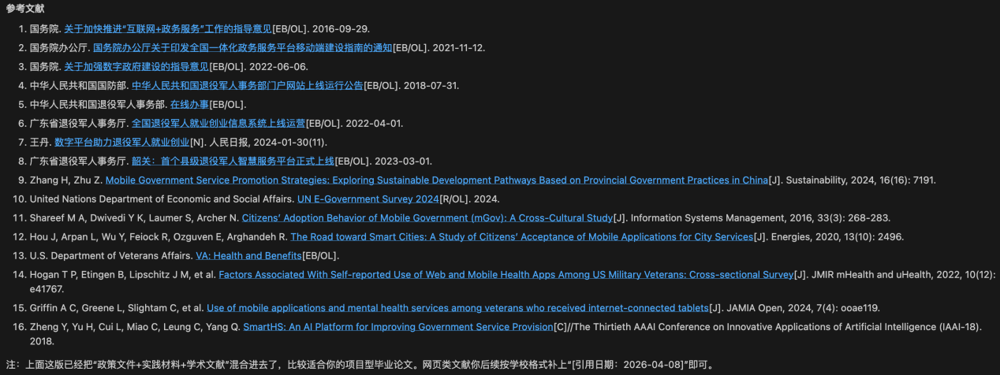 参考文献
1. 国务院. 关于加快推进“互联网+政务服务”工作的指导意见[EB/OL]. 2016-09-29.
2. 国务院办公厅. 国务院办公厅关于印发全国一体化政务服务平台移动端建设指南的通知[EB/OL]. 2021-11-12.
3. 国务院. 关于加强数字政府建设的指导意见[EB/OL]. 2022-06-06.
4. 中华人民共和国国防部. 中华人民共和国退役军人事务部门户网站上线运行公告[EB/OL]. 2018-07-31.
5. 中华人民共和国退役军人事务部. 在线办事[EB/OL].
6. 广东省退役军人事务厅. 全国退役军人就业创业信息系统上线运营[EB/OL]. 2022-04-01.
7. 王丹. 数字平台助力退役军人就业创业[N]. 人民日报, 2024-01-30(11).
8. 广东省退役军人事务厅. 韶关：首个县级退役军人智慧服务平台正式上线[EB/OL]. 2023-03-01.
9. Zhang H, Zhu Z. Mobile Government Service Promotion Strategies: Exploring Sustainable Development Pathways Based on Provincial Government Practices in China[J]. Sustainability, 2024, 16(16): 7191.
10. United Nations Department of Economic and Social Affairs. UN E-Government Survey 2024[R/OL]. 2024.
11. Shareef M A, Dwivedi Y K, Laumer S, Archer N. Citizens’ Adoption Behavior of Mobile Government (mGov): A Cross-Cultural Study[J]. Information Systems Management, 2016, 33(3): 268-283.
12. Hou J, Arpan L, Wu Y, Feiock R, Ozguven E, Arghandeh R. The Road toward Smart Cities: A Study of Citizens’ Acceptance of Mobile Applications for City Services[J]. Energies, 2020, 13(10): 2496.
13. U.S. Department of Veterans Affairs. VA: Health and Benefits[EB/OL].
14. Hogan T P, Etingen B, Lipschitz J M, et al. Factors Associated With Self-reported Use of Web and Mobile Health Apps Among US Military Veterans: Cross-sectional Survey[J]. JMIR mHealth and uHealth, 2022, 10(12):
e41767.
15. Griffin A C, Greene L, Slightam C, et al. Use of mobile applications and mental health services among veterans who received internet-connected tablets[J]. JAMIA Open, 2024, 7(4): ooae119.
16. Zheng Y, Yu H, Cui L, Miao C, Leung C, Yang Q. SmartHS: An AI Platform for Improving Government Service Provision[C]//The Thirtieth AAAI Conference on Innovative Applications of Artificial Intelligence (IAAI-18).
2018.
注：上面这版已经把“政策文件+实践材料+学术文献”混合进去了，比较适合你的项目型毕业论文。网页类文献你后续按学校格式补上“[引用日期：2026-04-08]”即可。